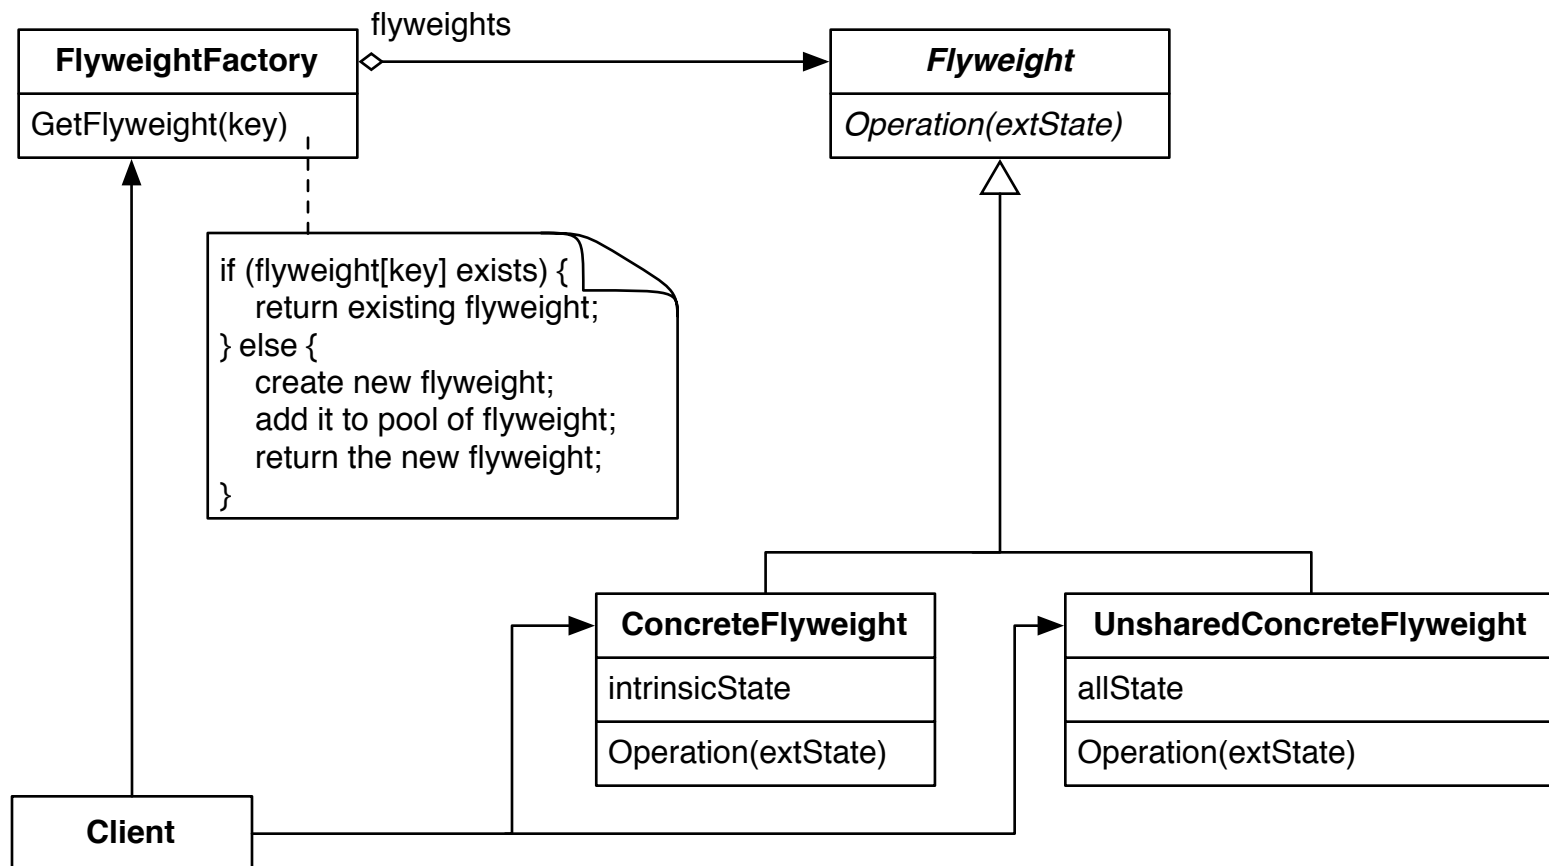 flyweights
FlyweightFactory
GetFlyweight(key)
Flyweight
Operation(extState)
if (flyweight[key] exists) {
return existing flyweight;
} else {
create new flyweight;
add it to pool of flyweight;
return the new flyweight;
}
ConcreteFlyweight
intrinsicState
Operation(extState)
UnsharedConcreteFlyweight
allState
Operation(extState)
Client